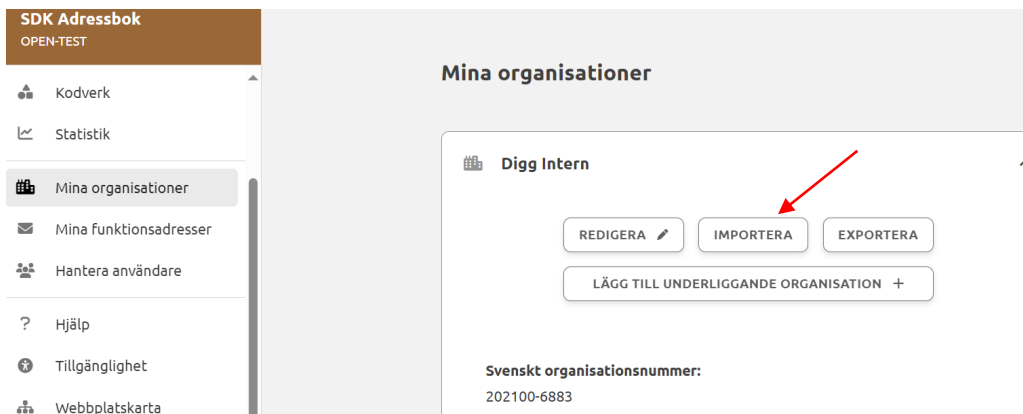 SDK Adressbok
OPEN-TEST
Kodverk
Statistik
Mina organisationer
Mina funktionsadresser
Hantera användare
Hjälp
Tillgänglighet
Webbplatskarta
Mina organisationer
Digg Intern
REDIGERA
IMPORTERA
EXPORTERA
LÄGG TILL UNDERLIGGANDE ORGANISATION +
Svenskt organisationsnummer:
202100-6883